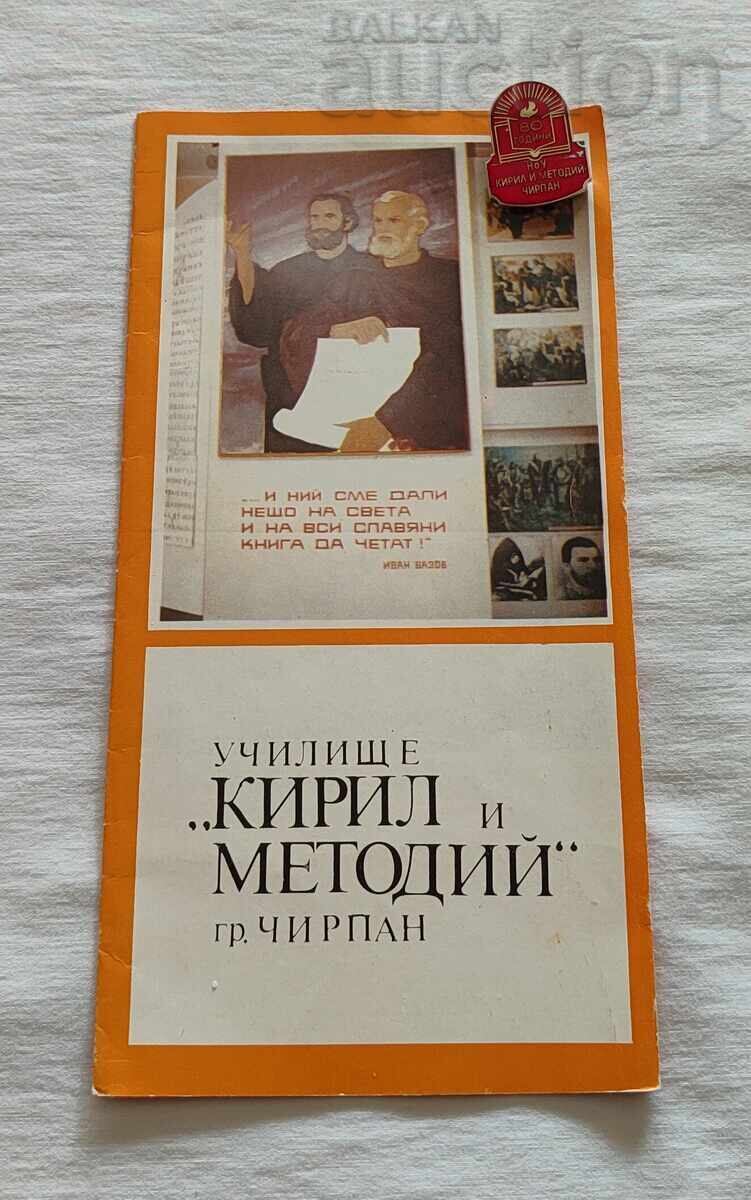 BALKAN
auction
80
ГОДИНИ
НОУ
КИРИЛ И МЕТОДИЙ-
ЧИРПАН
„... И НИЙ СМЕ ДАЛИ
НЕЩО НА СВЕТА
И НА ВСИ СЛАВЯНИ
КНИГА ДА ЧЕТАТ!“
ИВАН ВАЗОВ
УЧИЛИЩЕ
„КИРИЛ И
МЕТОДИЙ“
гр. ЧИРПАН